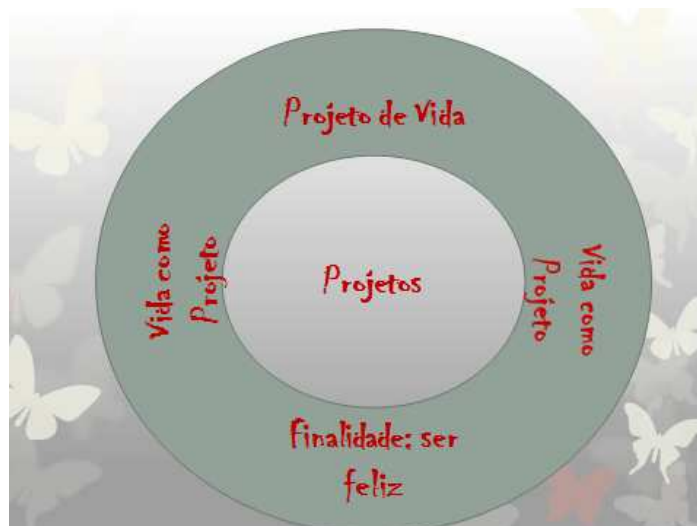 Projeto de Vida
Vida como
Projeto
Projetos
Vida como
Projeto
Finalidade: ser
feliz